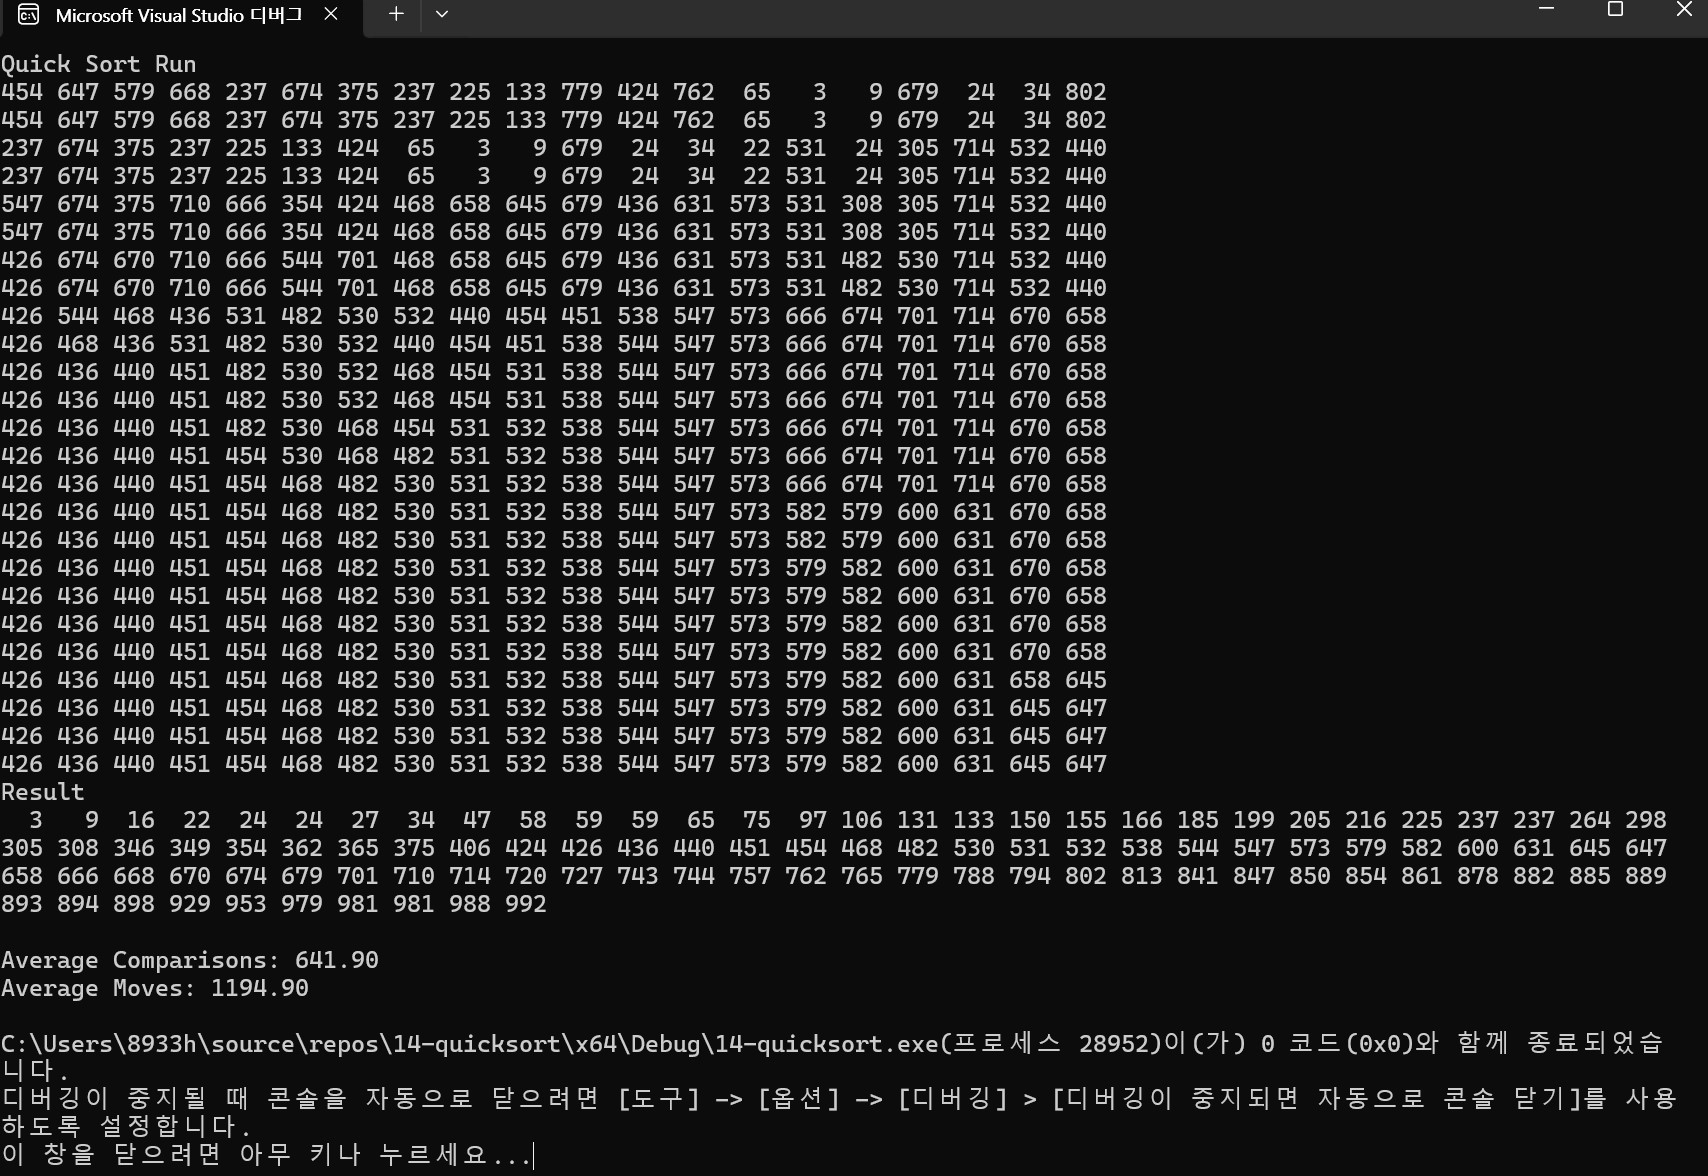 Microsoft Visual Studio 디버그
Quick Sort Run
454 647 579 668 237 674 375 237 225 133 779 424 762  65   3   9 679  24  34 802
454 647 579 668 237 674 375 237 225 133 779 424 762  65   3   9 679  24  34 802
237 674 375 237 225 133 424  65   3   9 679  24  34  22 531  24 305 714 532 440
237 674 375 237 225 133 424  65   3   9 679  24  34  22 531  24 305 714 532 440
547 674 375 710 666 354 424 468 658 645 679 436 631 573 531 308 305 714 532 440
547 674 375 710 666 354 424 468 658 645 679 436 631 573 531 308 305 714 532 440
426 674 670 710 666 544 701 468 658 645 679 436 631 573 531 482 530 714 532 440
426 674 670 710 666 544 701 468 658 645 679 436 631 573 531 482 530 714 532 440
426 544 468 436 531 482 530 532 440 454 451 538 547 573 666 674 701 714 670 658
426 468 436 531 482 530 532 440 454 451 538 544 547 573 666 674 701 714 670 658
426 436 440 451 482 530 532 468 454 531 538 544 547 573 666 674 701 714 670 658
426 436 440 451 482 530 532 468 454 531 538 544 547 573 666 674 701 714 670 658
426 436 440 451 482 530 468 454 531 532 538 544 547 573 666 674 701 714 670 658
426 436 440 451 454 530 468 482 531 532 538 544 547 573 666 674 701 714 670 658
426 436 440 451 454 468 482 530 531 532 538 544 547 573 666 674 701 714 670 658
426 436 440 451 454 468 482 530 531 532 538 544 547 573 582 579 600 631 670 658
426 436 440 451 454 468 482 530 531 532 538 544 547 573 582 579 600 631 670 658
426 436 440 451 454 468 482 530 531 532 538 544 547 573 579 582 600 631 670 658
426 436 440 451 454 468 482 530 531 532 538 544 547 573 579 582 600 631 670 658
426 436 440 451 454 468 482 530 531 532 538 544 547 573 579 582 600 631 670 658
426 436 440 451 454 468 482 530 531 532 538 544 547 573 579 582 600 631 670 658
426 436 440 451 454 468 482 530 531 532 538 544 547 573 579 582 600 631 658 645
426 436 440 451 454 468 482 530 531 532 538 544 547 573 579 582 600 631 645 647
426 436 440 451 454 468 482 530 531 532 538 544 547 573 579 582 600 631 645 647
426 436 440 451 454 468 482 530 531 532 538 544 547 573 579 582 600 631 645 647
Result
  3   9  16  22  24  24  27  34  47  58  59  59  65  75  97 106 131 133 150 155 166 185 199 205 216 225 237 237 264 298
305 308 346 349 354 362 365 375 406 424 426 436 440 451 454 468 482 530 531 532 538 544 547 573 579 582 600 631 645 647
658 666 668 670 674 679 701 710 714 720 727 743 744 757 762 765 779 788 794 802 813 841 847 850 854 861 878 882 885 889
893 894 898 929 953 979 981 981 988 992
Average Comparisons: 641.90
Average Moves: 1194.90
C:\Users\8933h\source\repos\14-quicksort\x64\Debug\14-quicksort.exe(프로세스 28952)이(가) 0 코드(0x0)와 함께 종료되었습
니다.
디버깅이 중지될 때 콘솔을 자동으로 닫으려면 [도구] -> [옵션] -> [디버깅] > [디버깅이 중지되면 자동으로 콘솔 닫기]를 사용
하도록 설정합니다.
이 창을 닫으려면 아무 키나 누르세요...